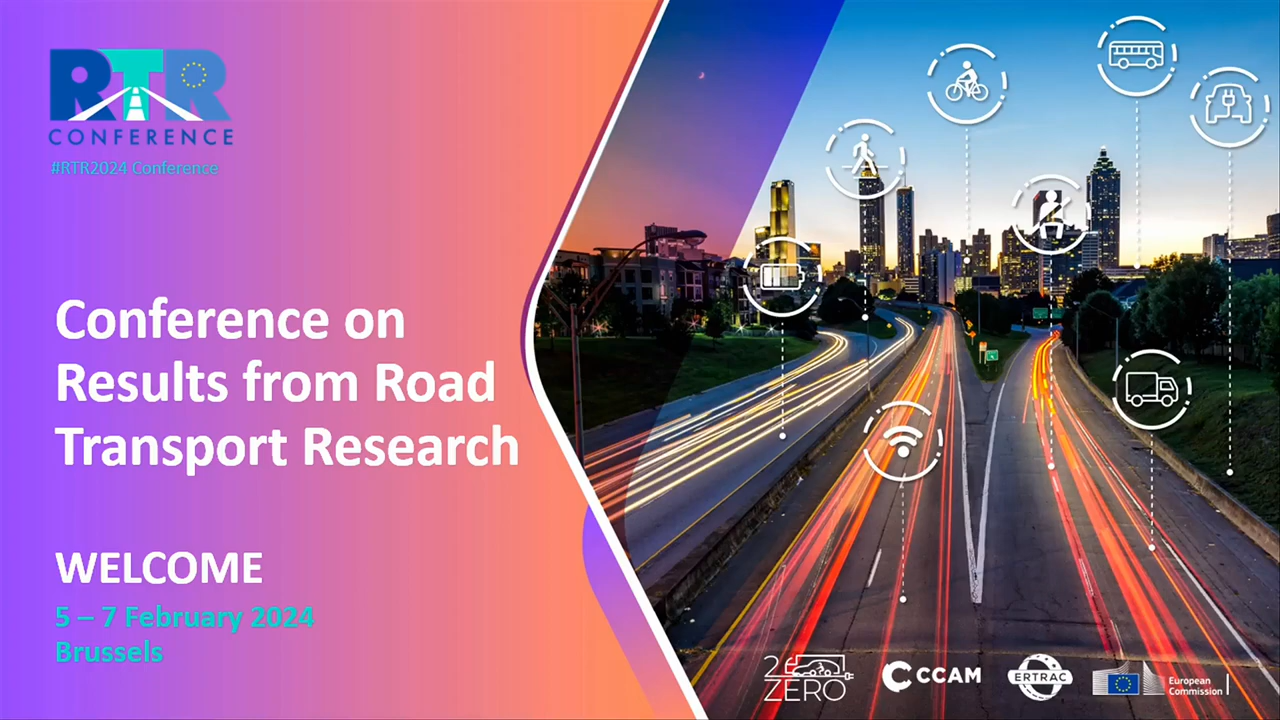 RTR
CONFERENCE
#RTR2024 Conference
Conference on
Results from Road
Transport Research
WELCOME
5 – 7 February 2024
Brussels
2
ZERO
CCAM
ERTRAC
European
Commission